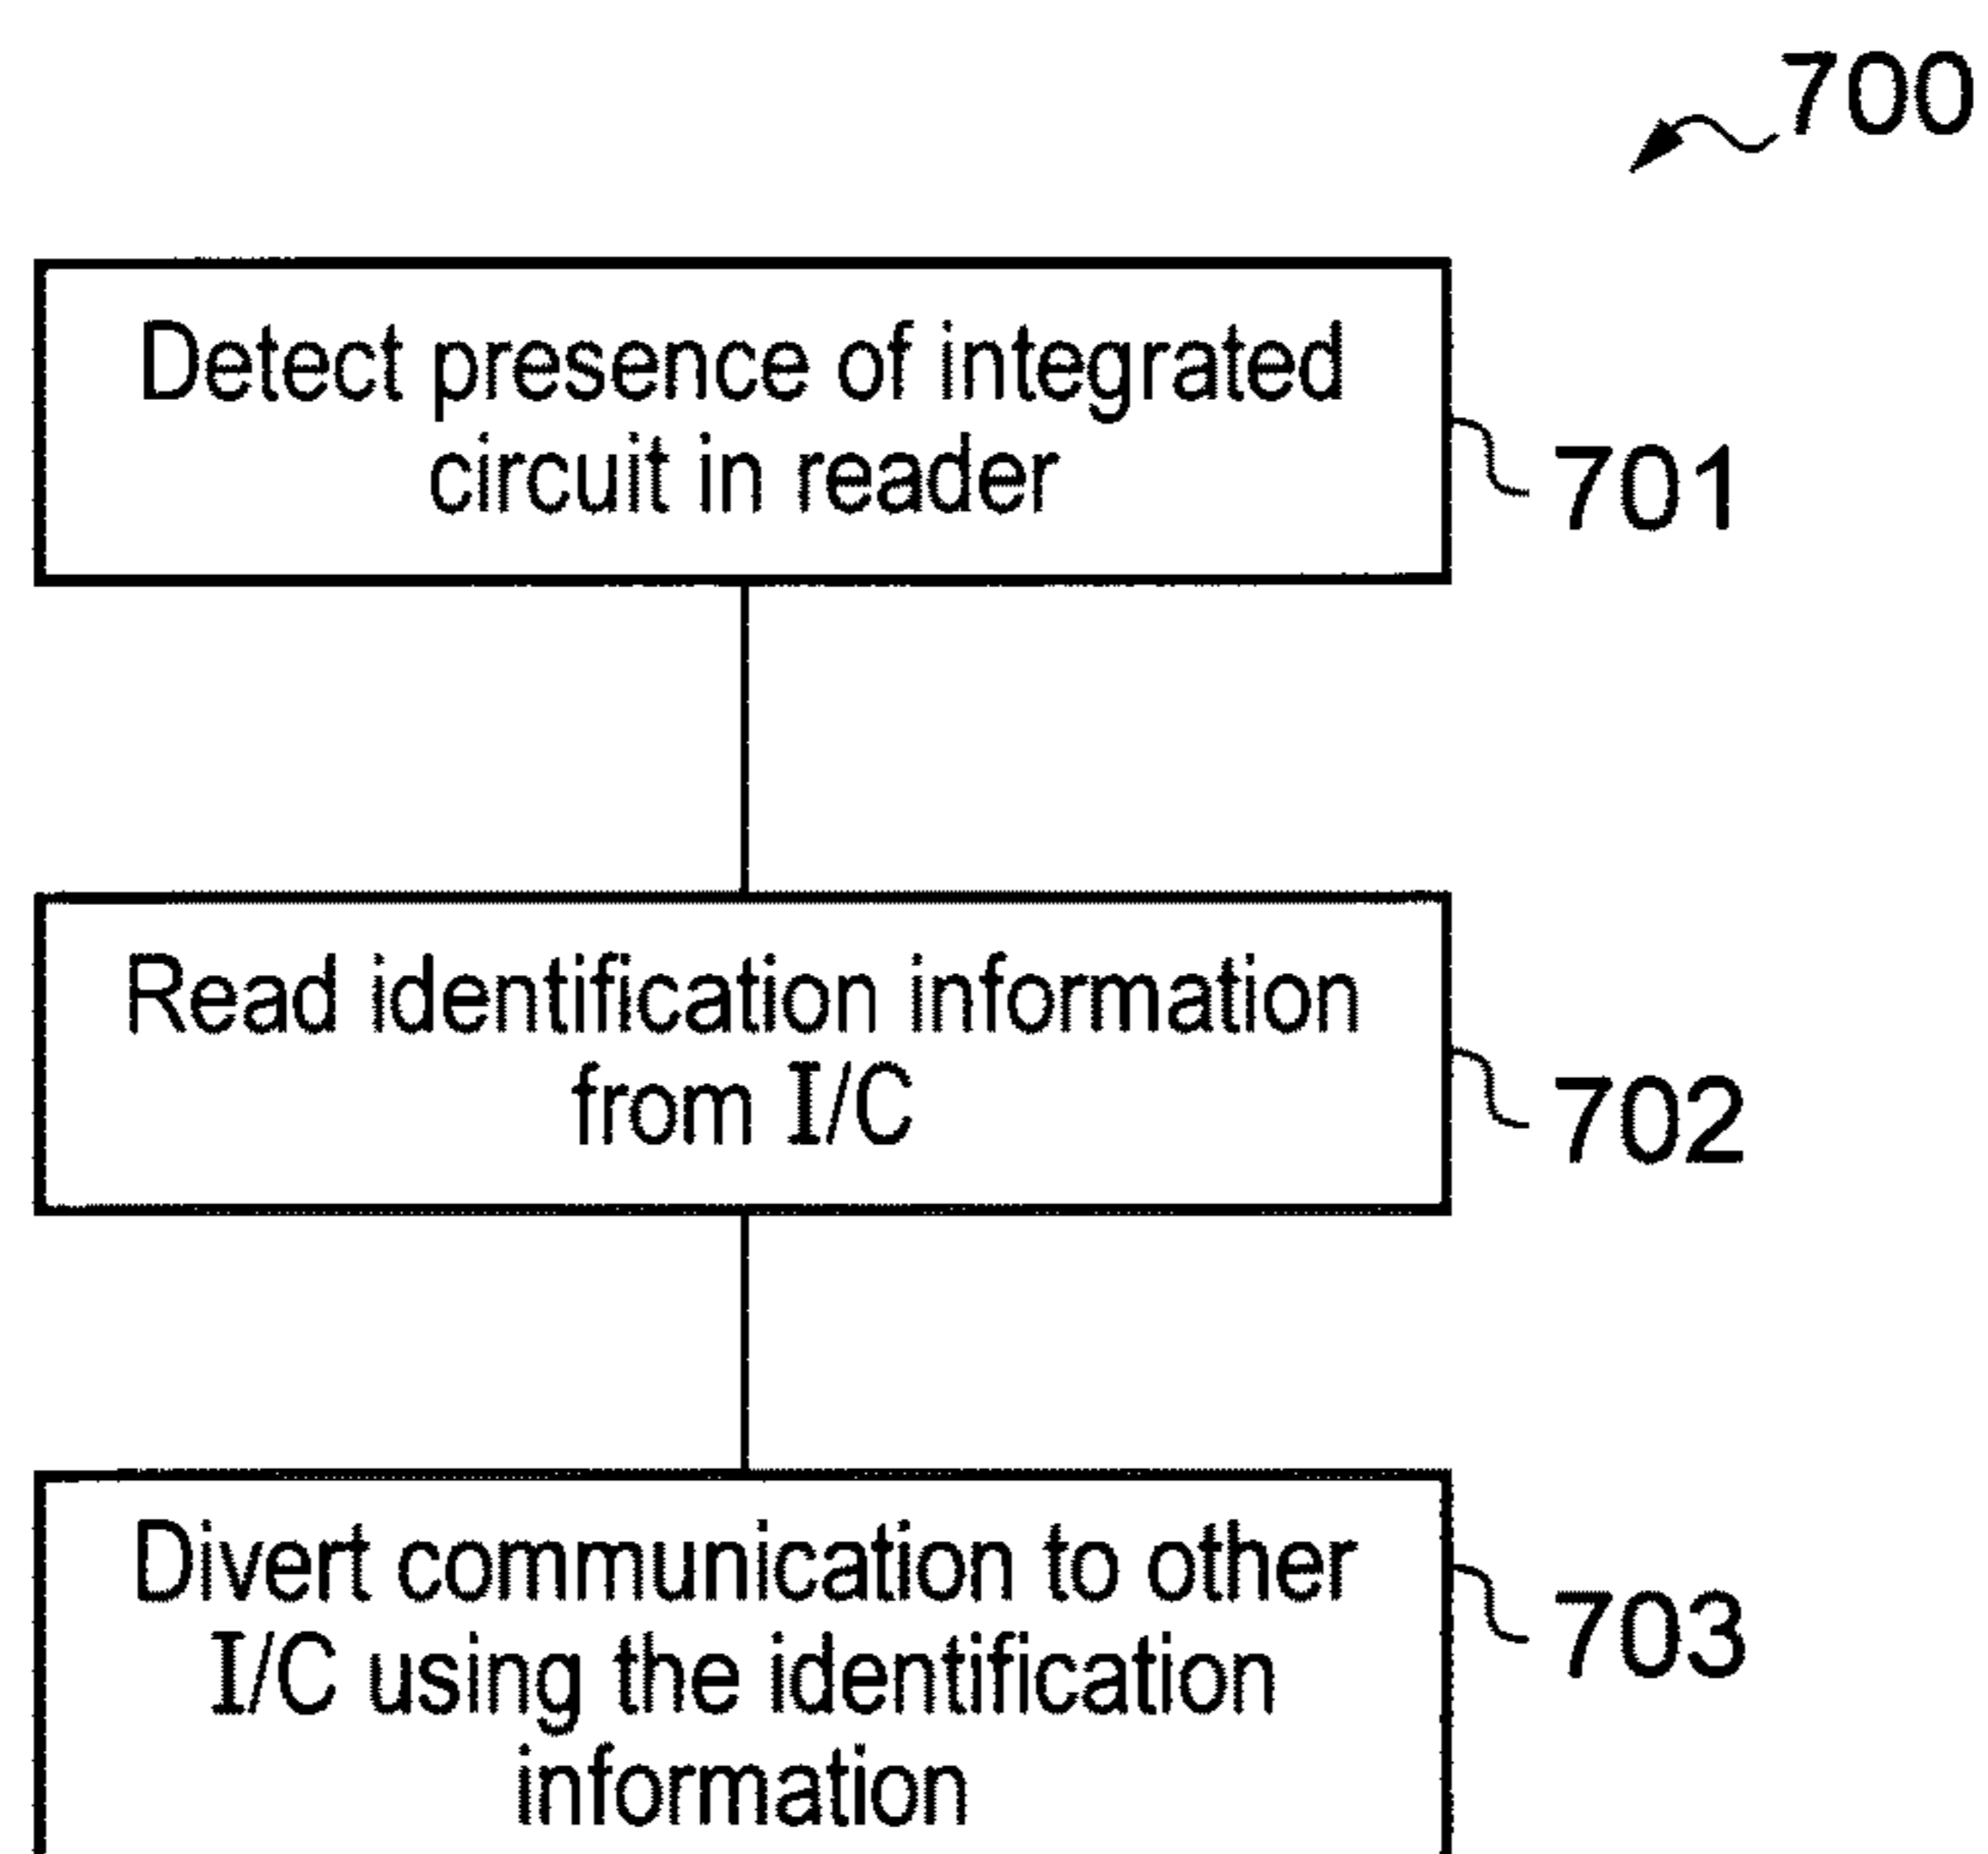 700
Detect presence of integrated
circuit in reader
701
Read identification information
from I/C
702
Divert communication to other
I/C using the identification
information
703